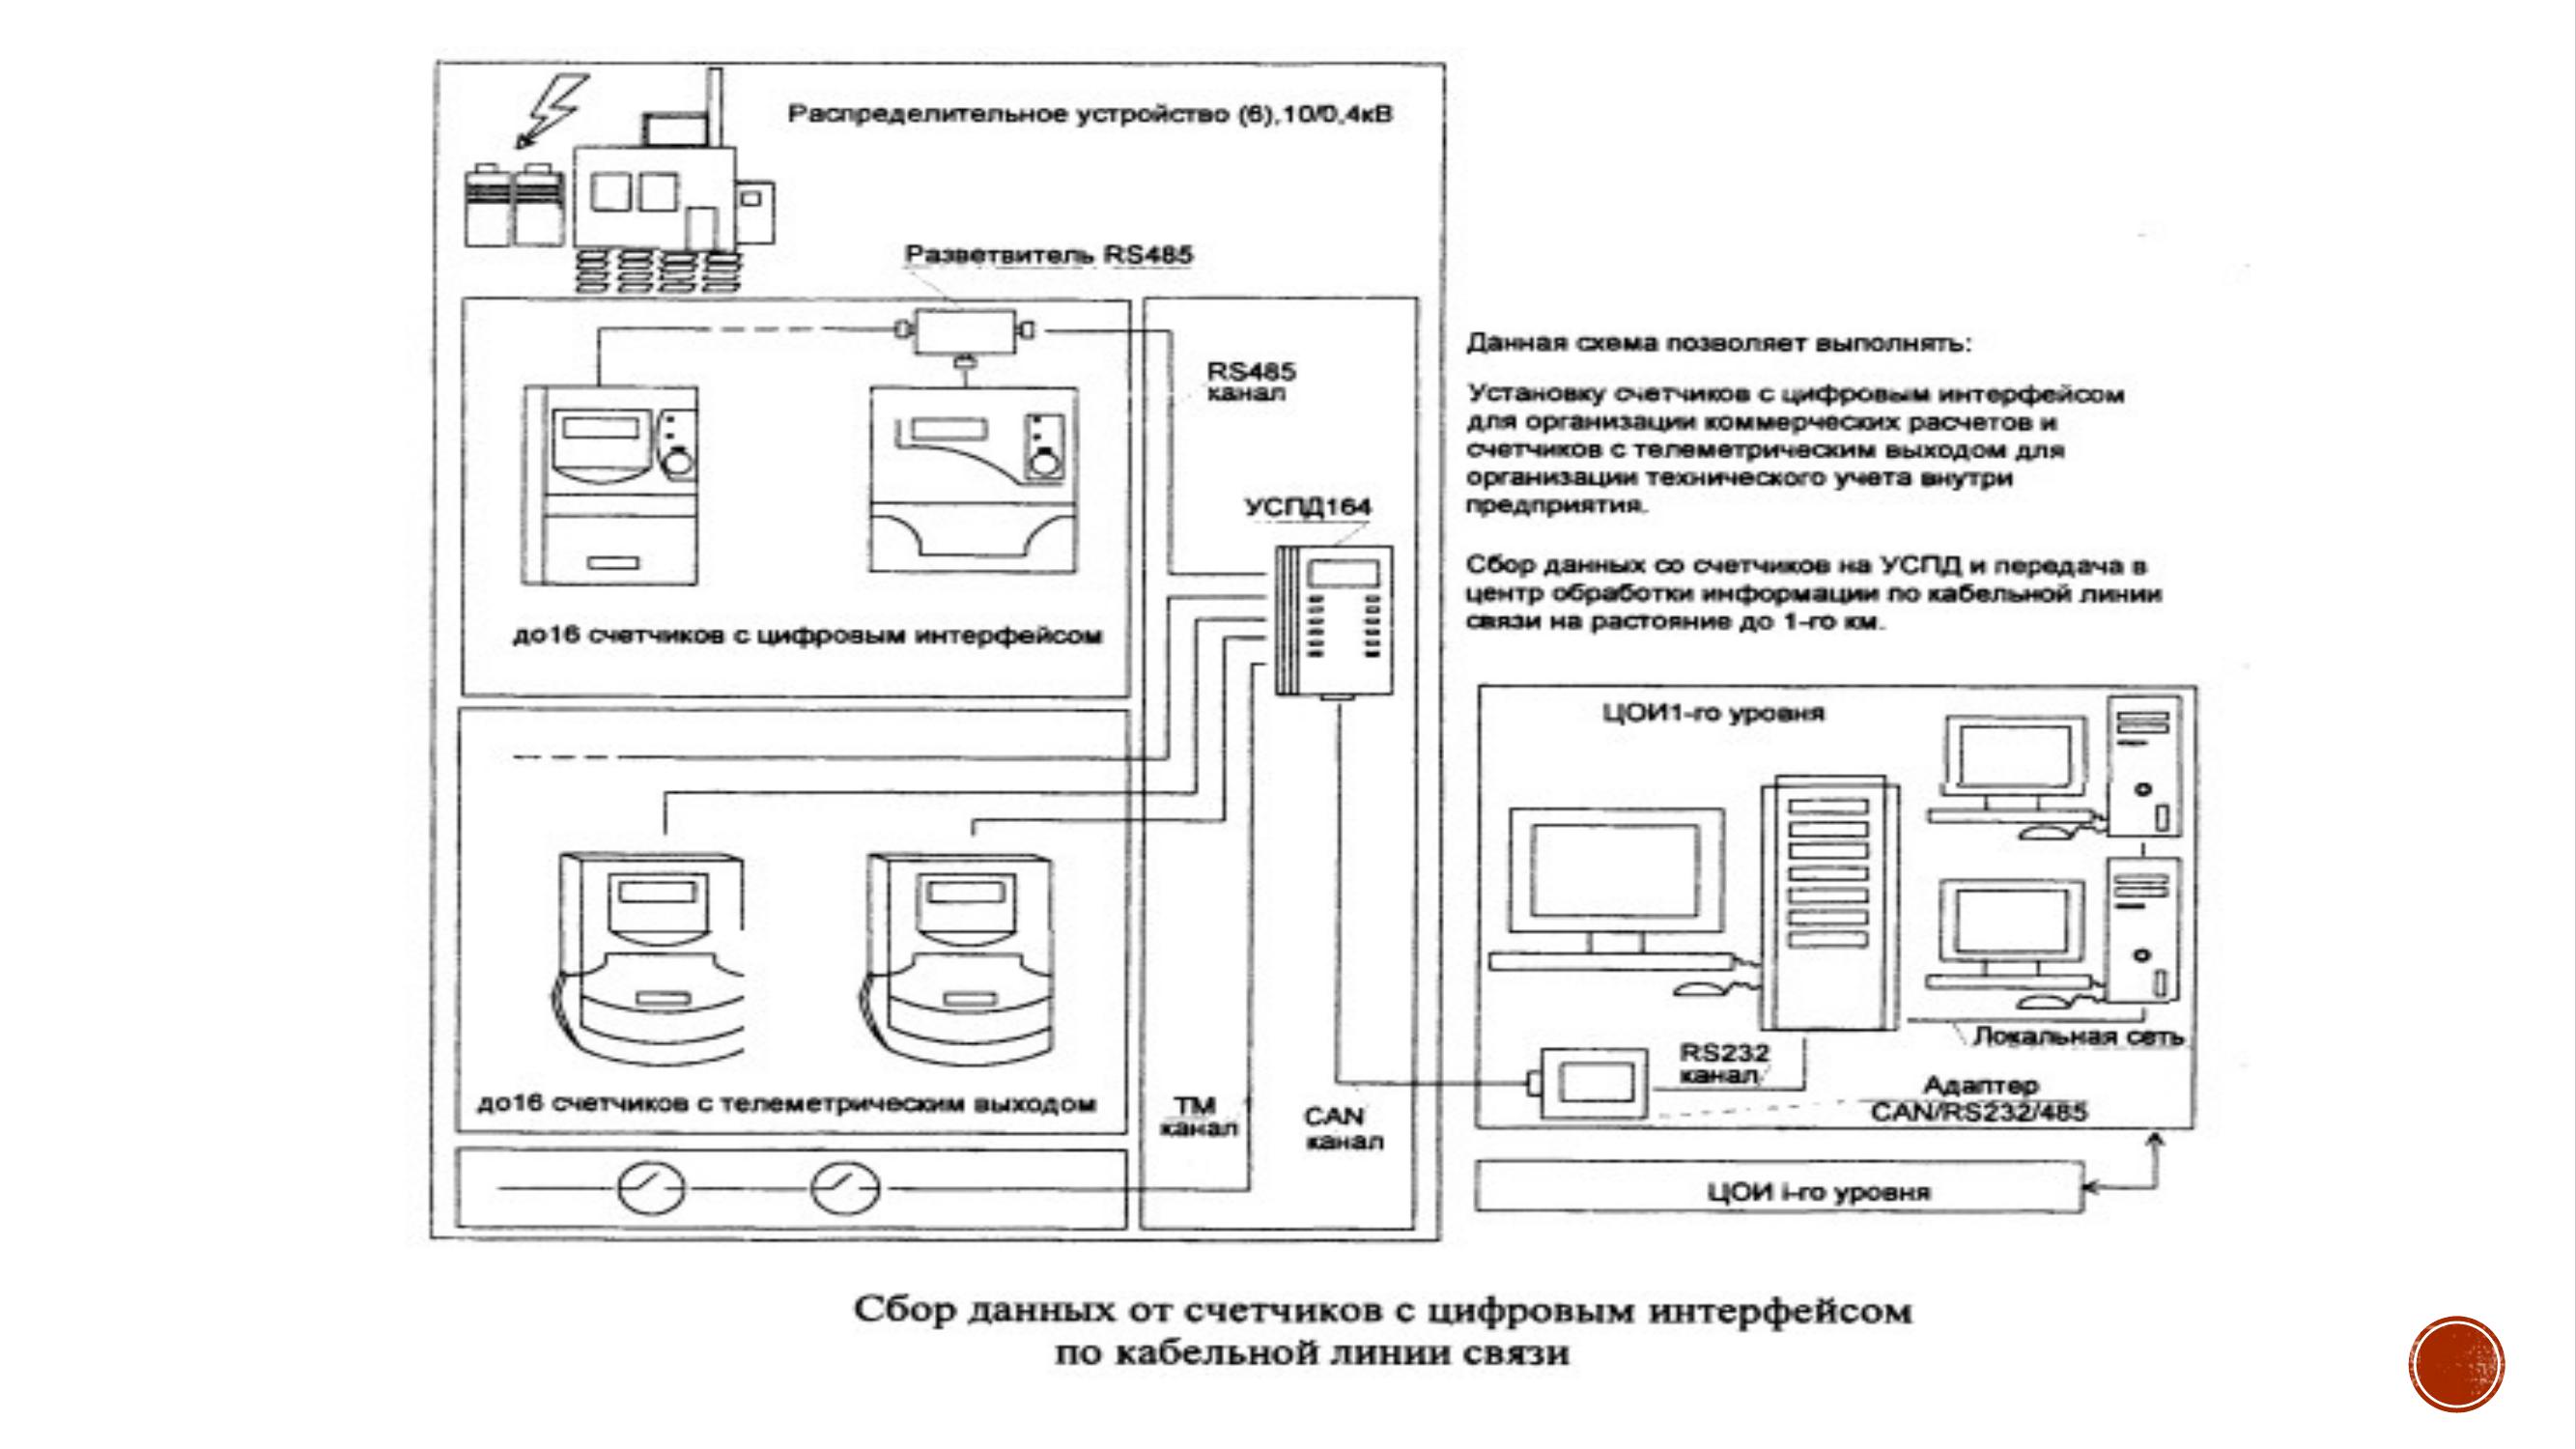 Распределительное устройство (6),10/0,4кВ
Разветвитель RS485
RS485
канал
УСПД164
до16 счетчиков с цифровым интерфейсом
до16 счетчиков с телеметрическим выходом
ТМ
канал
CAN
канал
Данная схема позволяет выполнять:
Установку счетчиков с цифровым интерфейсом
для организации коммерческих расчетов и
счетчиков с телеметрическим выходом для
организации технического учета внутри
предприятия.
Сбор данных со счетчиков на УСПД и передача в
центр обработки информации по кабельной линии
связи на растояние до 1-го км.
ЦОИ1-го уровня
Локальная сеть
RS232
канал
Адаптер
CAN/RS232/485
ЦОИ i-го уровня
Сбор данных от счетчиков с цифровым интерфейсом
по кабельной линии связи